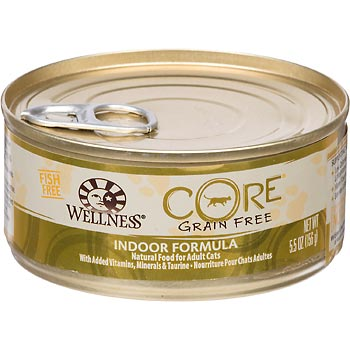 FISH
FREE
WELLNESS
CORE
GRAIN FREE
INDOOR FORMULA
Natural Food for Adult Cats
With Added Vitamins, Minerals & Taurine • Nourriture Pour Chats Adultes
NET WT
5.5 OZ (156 g)